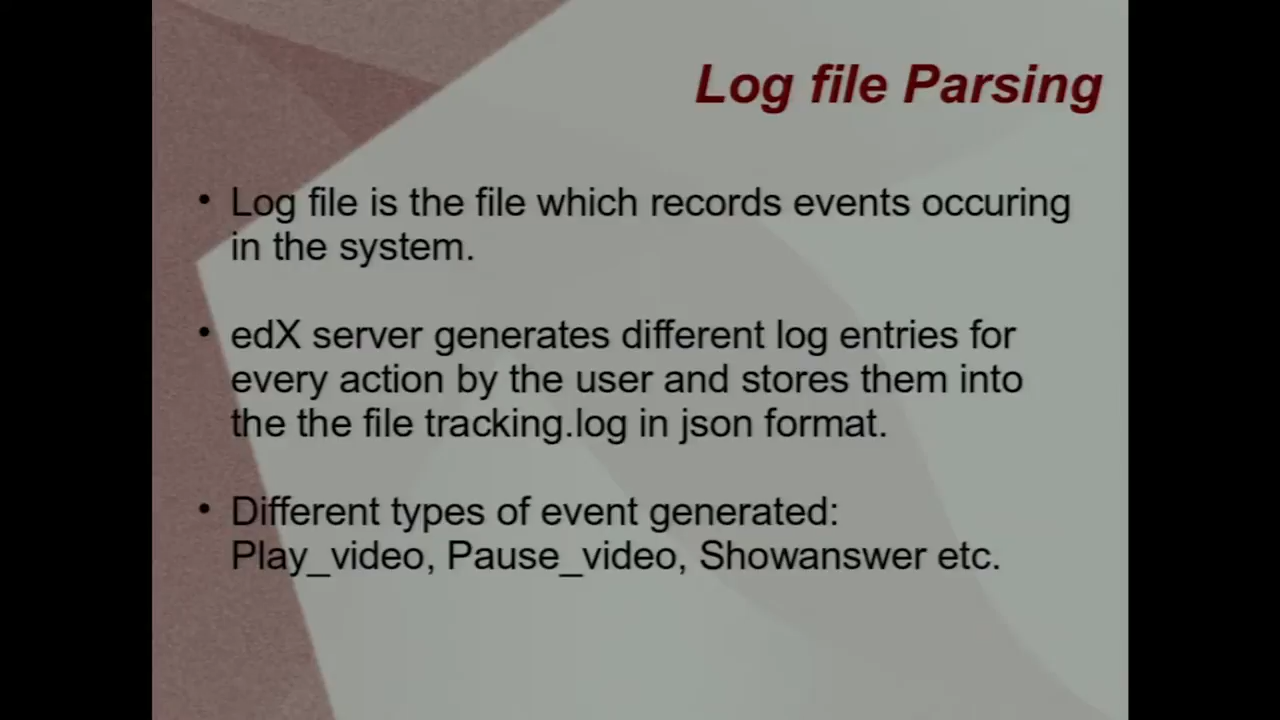 Log file Parsing
• Log file is the file which records events occuring
in the system.
• edX server generates different log entries for
every action by the user and stores them into
the the file tracking.log in json format.
• Different types of event generated:
Play_video, Pause_video, Showanswer etc.